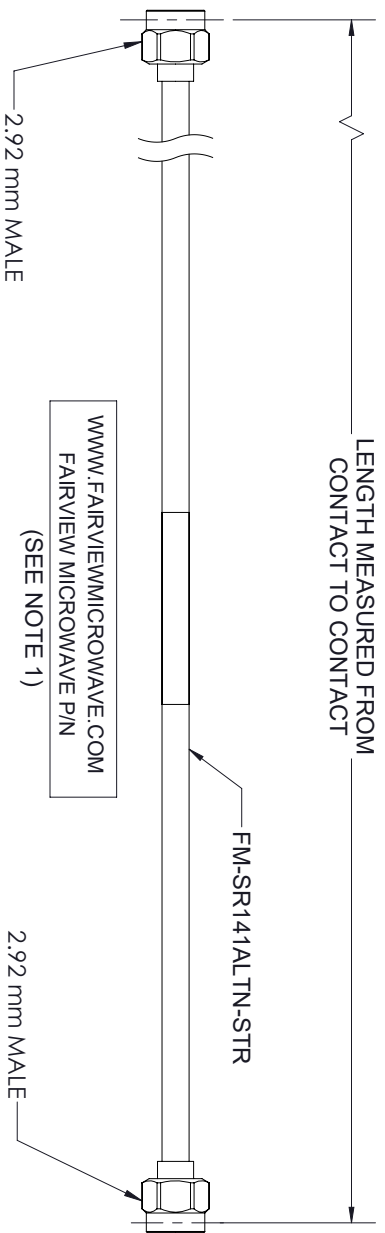 LENGTH MEASURED FROM
CONTACT TO CONTACT
FM-SR141ALTN-STR
2.92 mm MALE
WWW.FAIRVIEWMICROWAVE.COM
FAIRVIEW MICROWAVE P/N
(SEE NOTE 1)
2.92 mm MALE